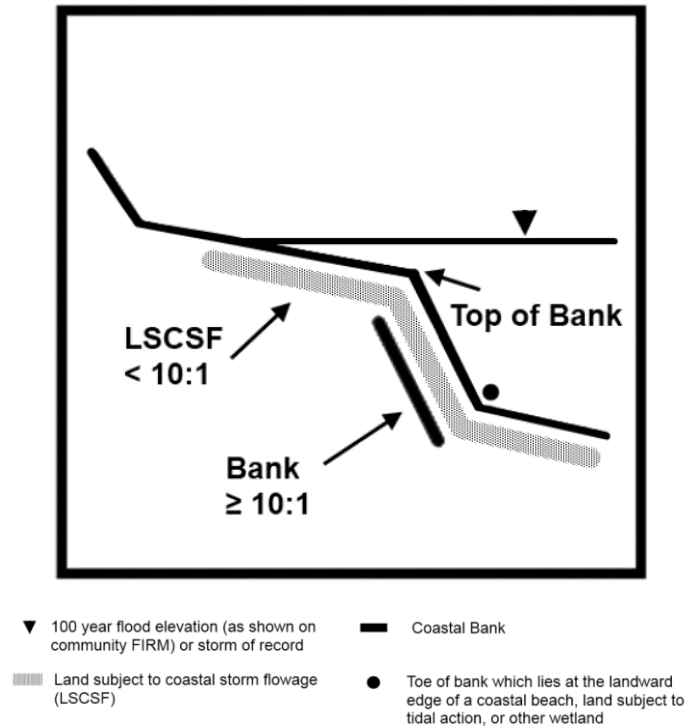 Top of Bank
LSCSF
< 10:1
Bank
≥ 10:1
100 year flood elevation (as shown on
community FIRM) or storm of record
Coastal Bank
Land subject to coastal storm flowage
(LSCSF)
Toe of bank which lies at the landward
edge of a coastal beach, land subject to
tidal action, or other wetland